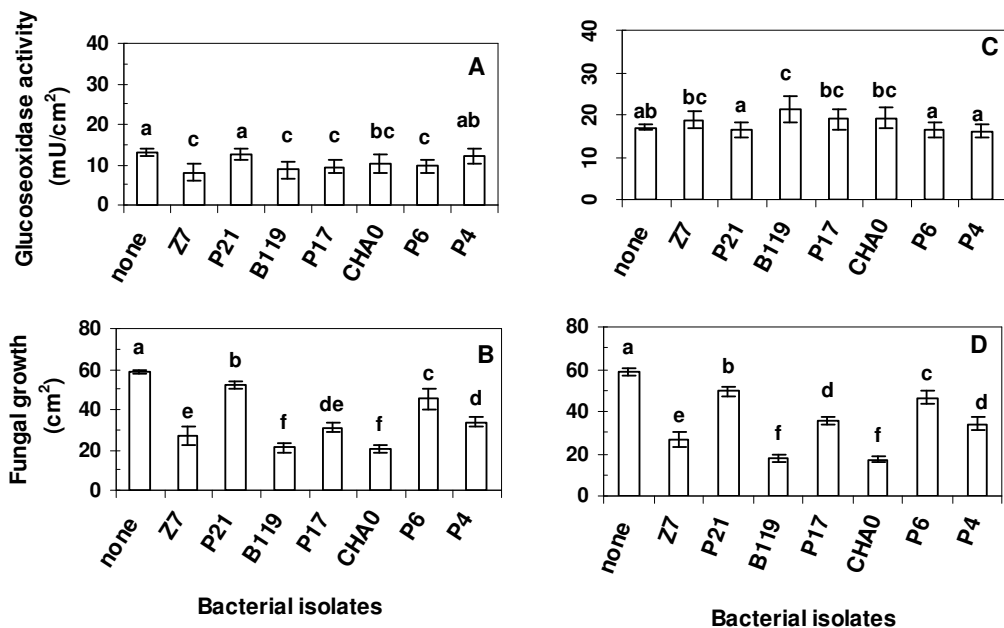 Glucoseoxidase activity
(mU/cm²)
40
30
20
10
0
A
a c a c c bc c ab
none Z7 P21 B119 P17 CHA0 P6 P4
40
30
20
10
0
C
ab bc a c bc bc a a
none Z7 P21 B119 P17 CHA0 P6 P4
Fungal growth
(cm²)
80
60
40
20
0
B
a e b f de f c d
none Z7 P21 B119 P17 CHA0 P6 P4
Bacterial isolates
80
60
40
20
0
D
a e b f d f c d
none Z7 P21 B119 P17 CHA0 P6 P4
Bacterial isolates